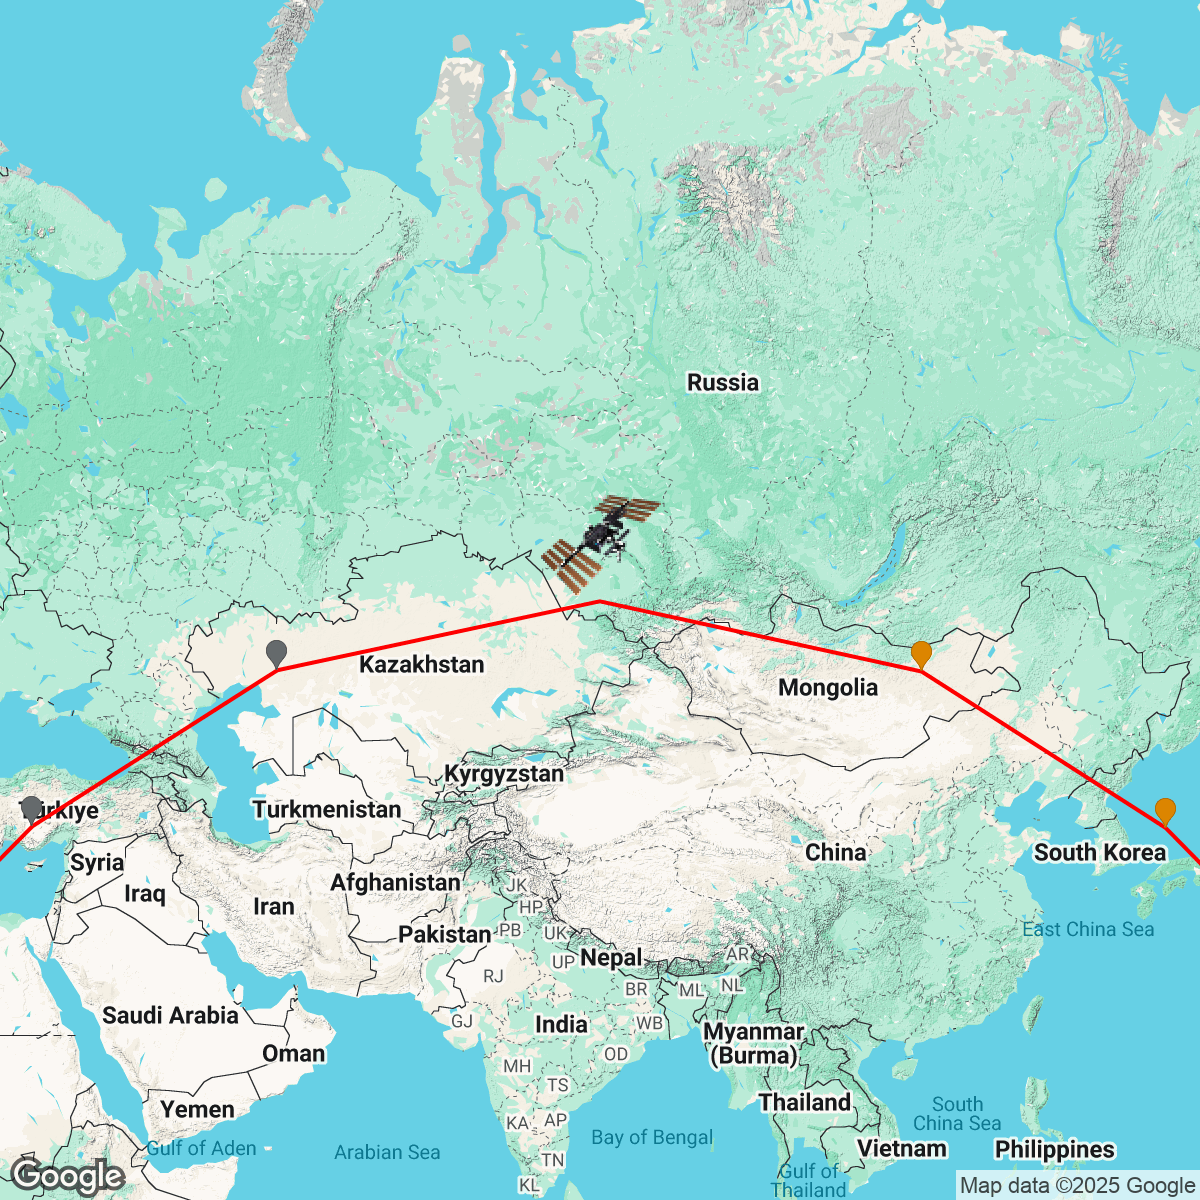 Russia
Kazakhstan
Mongolia
Kyrgyzstan
Türkiye
Turkmenistan
China
South Korea
Syria
Afghanistan
JK
Iraq
Iran
HP
Pakistan
PB
UK
East China Sea
Nepal
AR
UP
RJ
NL
BR
ML
Saudi Arabia
GJ
India
WB
Myanmar
(Burma)
Oman
OD
MH
TS
Thailand
South
China Sea
Yemen
KA
AP
Bay of Bengal
Gulf of Aden
Arabian Sea
Vietnam
Philippines
TN
Gulf of
Thailand
KL
Google
Map data ©2025 Google